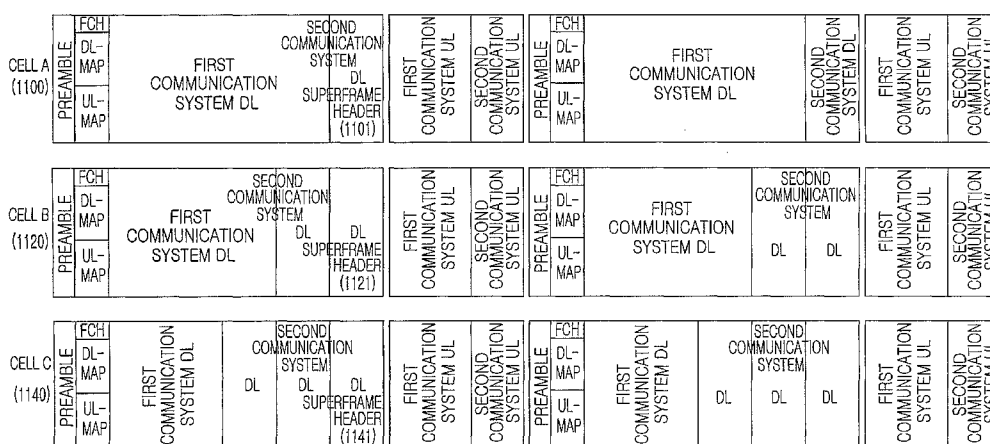 CELL A
(1100)
PREAMBLE
FCH
DL-
MAP
UL-
MAP
FIRST
COMMUNICATION
SYSTEM DL
SECOND
COMMUNICATION
SYSTEM
DL
SUPERFRAME
HEADER
(1101)
FIRST
COMMUNICATION
SYSTEM UL
SECOND
COMMUNICATION
SYSTEM UL
PREAMBLE
FCH
DL-
MAP
UL-
MAP
FIRST
COMMUNICATION
SYSTEM DL
SECOND
COMMUNICATION
SYSTEM DL
FIRST
COMMUNICATION
SYSTEM UL
SECOND
COMMUNICATION
SYSTEM UL
CELL B
(1120)
PREAMBLE
FCH
DL-
MAP
UL-
MAP
FIRST
COMMUNICATION
SYSTEM DL
SECOND
COMMUNICATION
SYSTEM
DL DL
SUPERFRAME
HEADER
(1121)
FIRST
COMMUNICATION
SYSTEM UL
SECOND
COMMUNICATION
SYSTEM UL
PREAMBLE
FCH
DL-
MAP
UL-
MAP
FIRST
COMMUNICATION
SYSTEM DL
SECOND
COMMUNICATION
SYSTEM
DL DL
FIRST
COMMUNICATION
SYSTEM UL
SECOND
COMMUNICATION
SYSTEM UL
CELL C
(1140)
PREAMBLE
FCH
DL-
MAP
UL-
MAP
FIRST
COMMUNICATION
SYSTEM DL
SECOND
COMMUNICATION
SYSTEM
DL DL DL
SUPERFRAME
HEADER
(1141)
FIRST
COMMUNICATION
SYSTEM UL
SECOND
COMMUNICATION
SYSTEM UL
PREAMBLE
FCH
DL-
MAP
UL-
MAP
FIRST
COMMUNICATION
SYSTEM DL
SECOND
COMMUNICATION
SYSTEM
DL DL DL
FIRST
COMMUNICATION
SYSTEM UL
SECOND
COMMUNICATION
SYSTEM UL